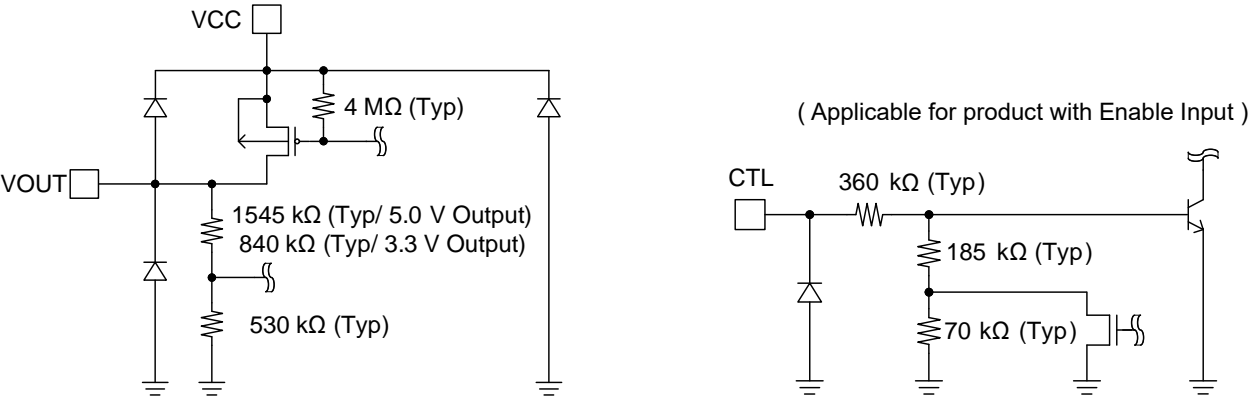 VCC
4 MΩ (Typ)
VOUT
1545 kΩ (Typ/ 5.0 V Output)
840 kΩ (Typ/ 3.3 V Output)
530 kΩ (Typ)
( Applicable for product with Enable Input )
CTL
360 kΩ (Typ)
185 kΩ (Typ)
70 kΩ (Typ)